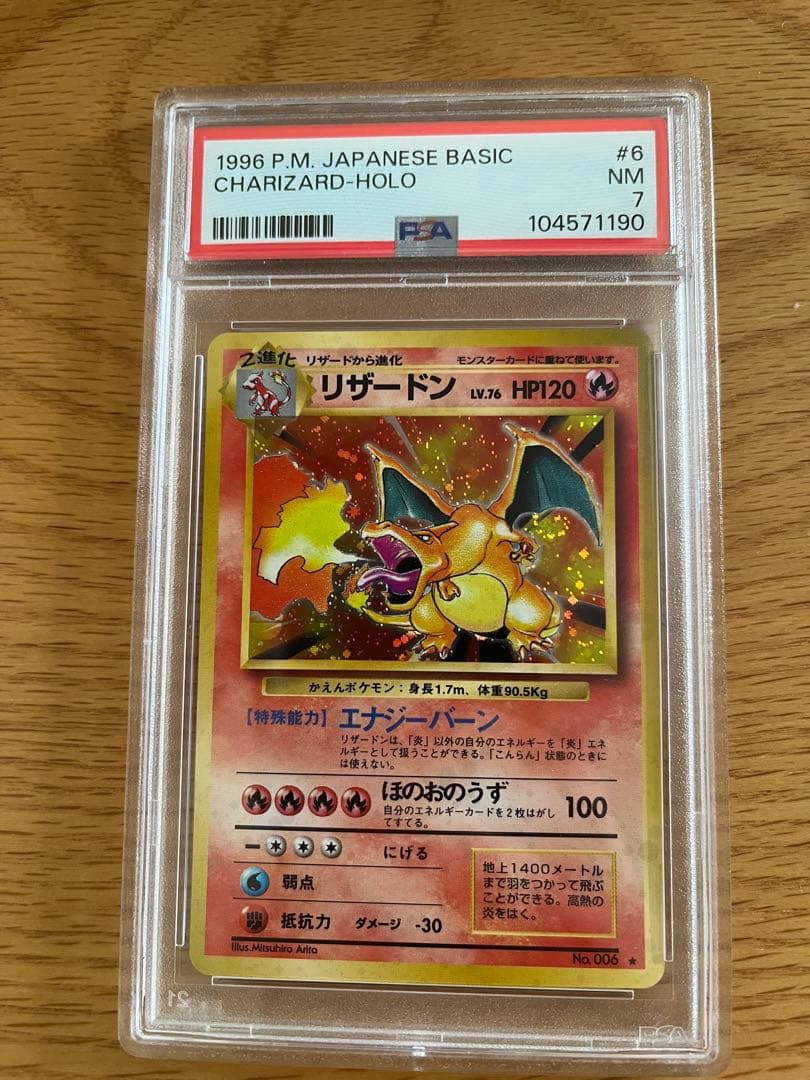 1996 P.M. JAPANESE BASIC #6
CHARIZARD-HOLO NM
7
PSA 104571190
2進化 リザードから進化 モンスターカードに重ねて使います。
リザードン LV.76 HP120
かえんポケモン:身長1.7m、体重90.5Kg
【特殊能力】エナジーバーン
リザードンは、「炎」以外の自分のエネルギーを「炎」エネ
ルギーとして扱うことができる。「こんらん」状態のときに
は使えない。
ほのおのうず 100
自分のエネルギーカードを2枚はがし
てすてる。
にげる
弱点
抵抗力 ダメージ -30
地上1400メートル
まで羽をつかって飛ぶ
ことができる。高熱の
炎をはく。
Illus.Mitsuhiro Arita No. 006 ★
PSA